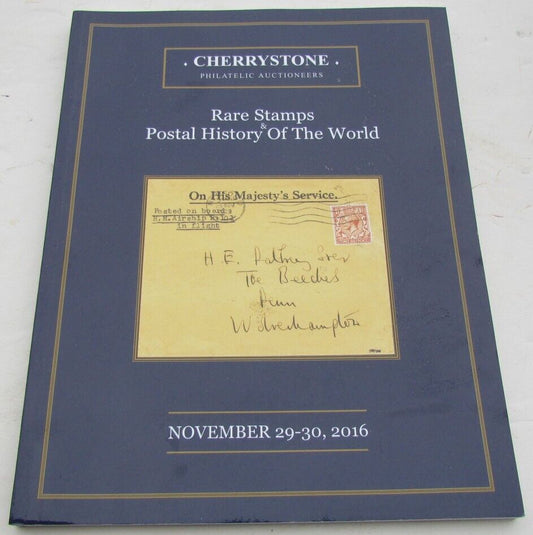 . CHERRYSTONE .
PHILATELIC AUCTIONEERS
Rare Stamps
&
Postal History Of The World
On His Majesty's Service.
Posted on board
H.M.Airship
in flight
H E
The Beeches
Penn
Wolverhampton
NOVEMBER 29-30, 2016